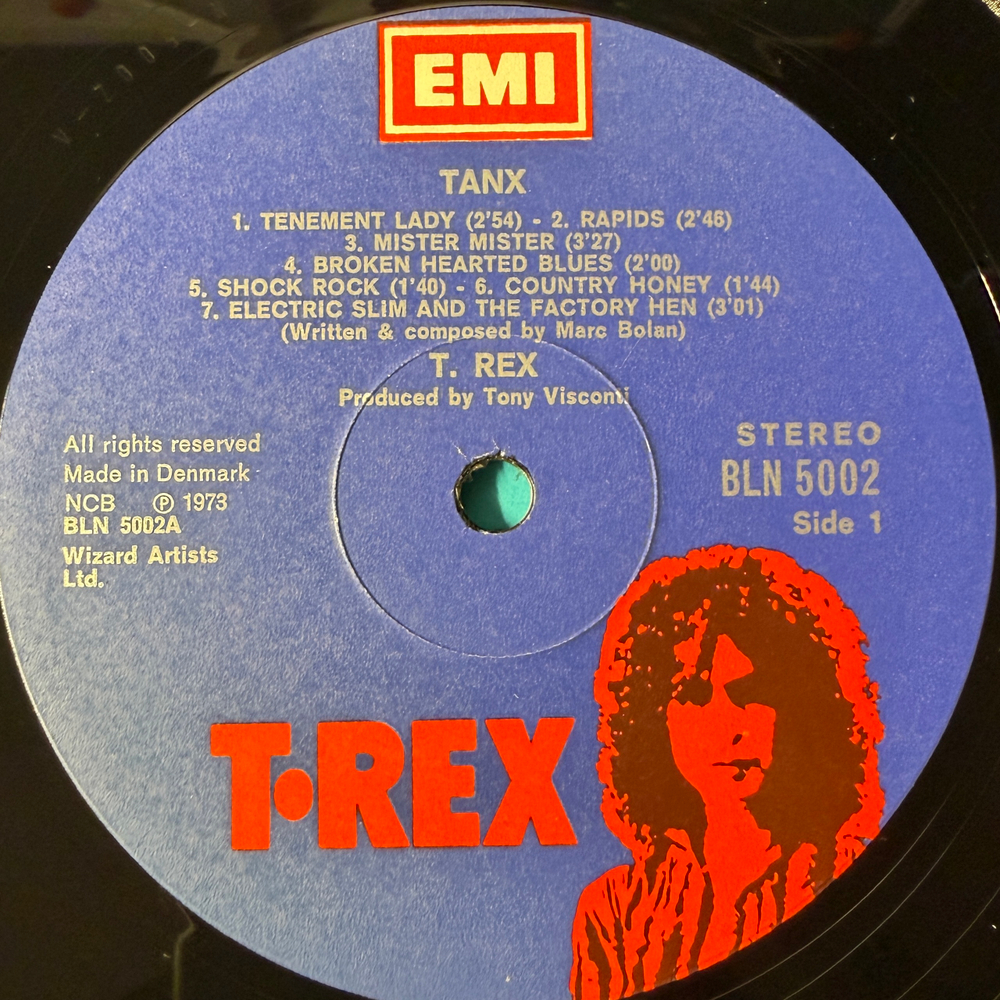 EMI
TANX
1. TENEMENT LADY (2'54) - 2. RAPIDS (2'46)
3. MISTER MISTER (3'27)
4. BROKEN HEARTED BLUES (2'00)
5. SHOCK ROCK (1'40) - 6. COUNTRY HONEY (1'44)
7. ELECTRIC SLIM AND THE FACTORY HEN (3'01)
(Written & composed by Marc Bolan)
T. REX
Produced by Tony Visconti
All rights reserved
Made in Denmark
NCB ℗ 1973
BLN 5002A
Wizard Artists
Ltd.
STEREO
BLN 5002
Side 1
T·REX